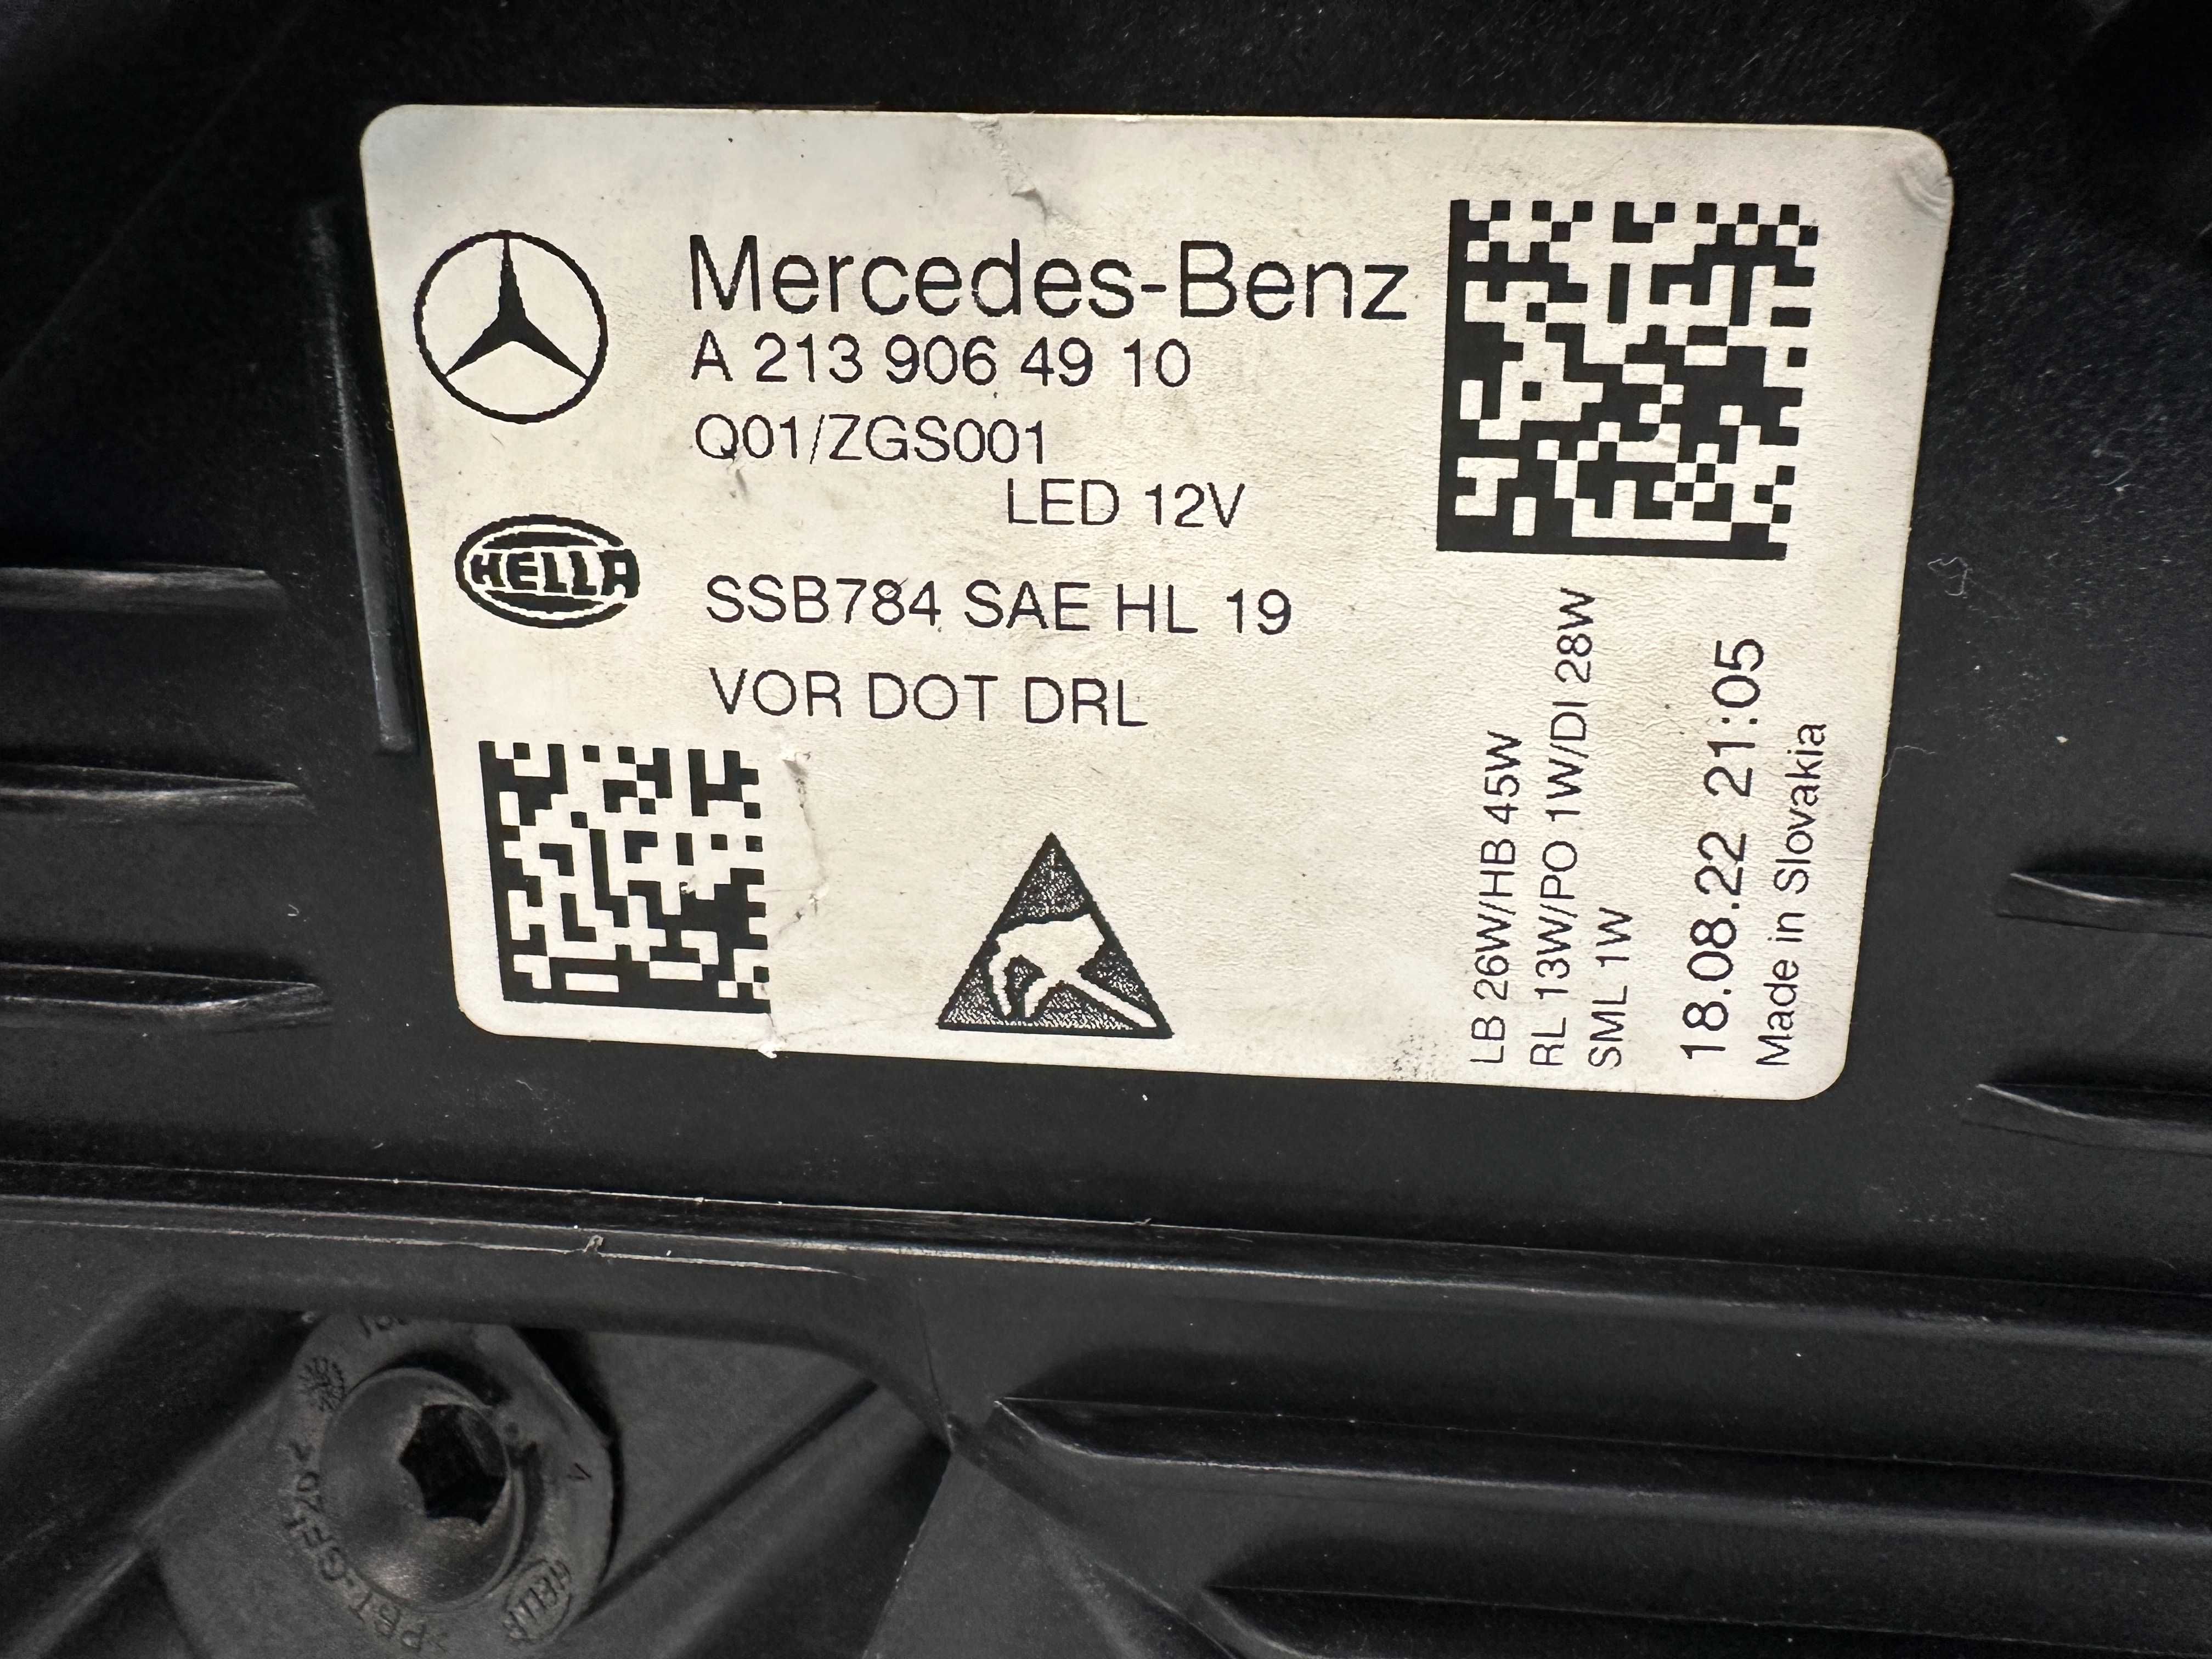 Mercedes-Benz
A 213 906 49 10
Q01/ZGS001
LED 12V
HELLA
SSB784 SAE HL 19
VOR DOT DRL
LB 26W/HB 45W
RL 13W/PO 1W/DI 28W
SML 1W
18.08.22 21:05
Made in Slovakia
HELLA